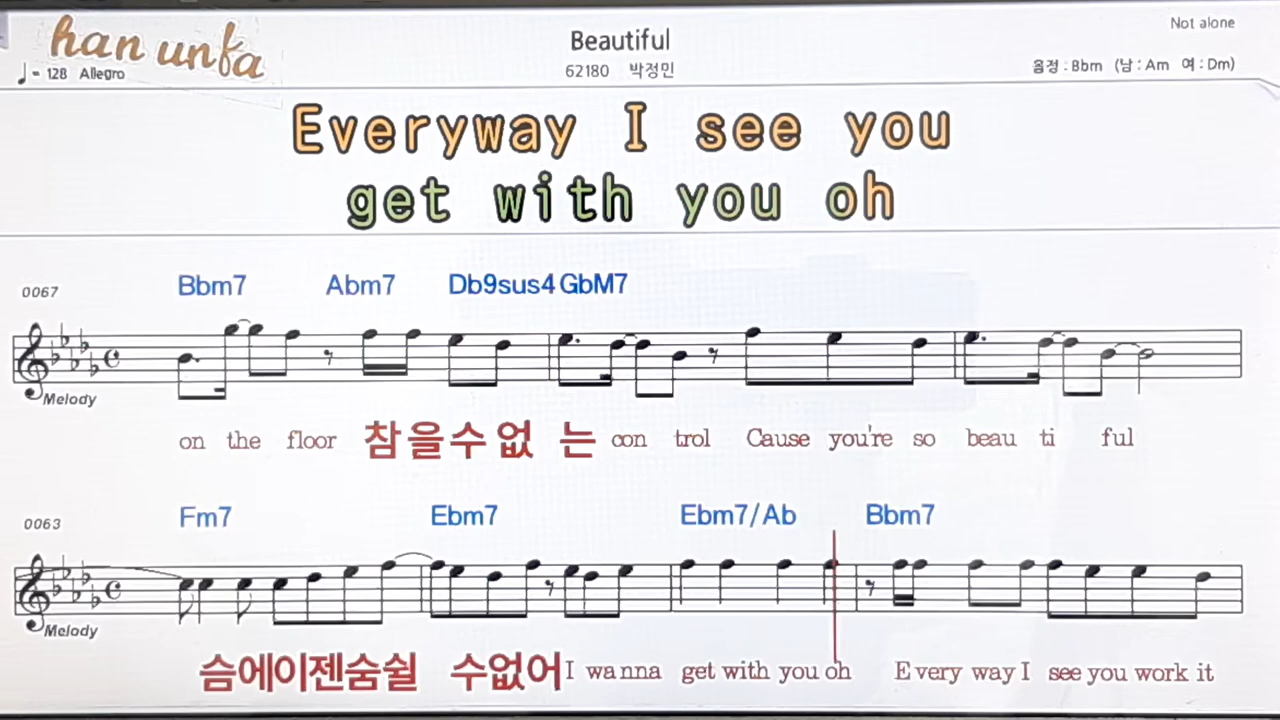 han unfa
Not alone
Beautiful
♩= 128 Allegro
62180 박정민
음정 : Bbm (남 : Am 여 : Dm)
Everyway I see you
get with you oh
0067
Bbm7 Abm7 Db9sus4 GbM7
Melody
on the floor 참을수 없 는 con trol Cause you're so beau ti ful
0063
Fm7 Ebm7 Ebm7/Ab Bbm7
Melody
슴에이젠숨쉴 수없어 I wanna get with you oh Every way I see you work it